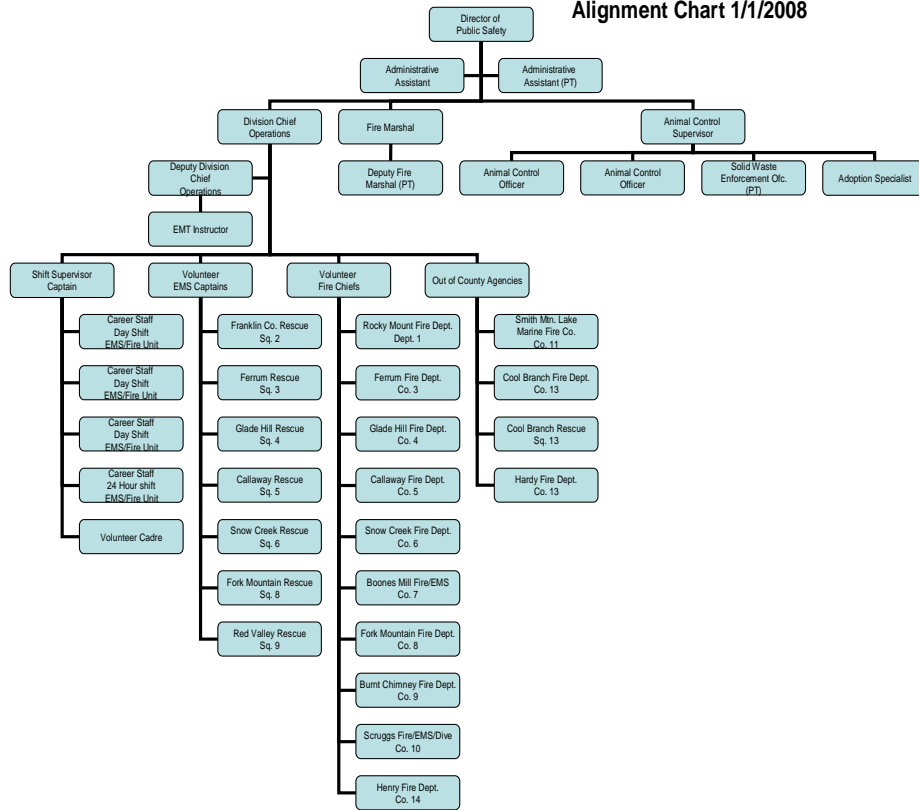 Alignment Chart 1/1/2008
Director of
Public Safety
Administrative
Assistant
Administrative
Assistant (PT)
Division Chief
Operations
Fire Marshal
Animal Control
Supervisor
Deputy Division
Chief
Operations
Deputy Fire
Marshal (PT)
Animal Control
Officer
Animal Control
Officer
Solid Waste
Enforcement Ofc.
(PT)
Adoption Specialist
EMT Instructor
Shift Supervisor
Captain
Volunteer
EMS Captains
Volunteer
Fire Chiefs
Out of County Agencies
Career Staff
Day Shift
EMS/Fire Unit
Career Staff
Day Shift
EMS/Fire Unit
Career Staff
Day Shift
EMS/Fire Unit
Career Staff
24 Hour shift
EMS/Fire Unit
Volunteer Cadre
Franklin Co. Rescue
Sq. 2
Ferrum Rescue
Sq. 3
Glade Hill Rescue
Sq. 4
Callaway Rescue
Sq. 5
Snow Creek Rescue
Sq. 6
Fork Mountain Rescue
Sq. 8
Red Valley Rescue
Sq. 9
Rocky Mount Fire Dept.
Dept. 1
Ferrum Fire Dept.
Co. 3
Glade Hill Fire Dept.
Co. 4
Callaway Fire Dept.
Co. 5
Snow Creek Fire Dept.
Co. 6
Boones Mill Fire/EMS
Co. 7
Fork Mountain Fire Dept.
Co. 8
Burnt Chimney Fire Dept.
Co. 9
Scruggs Fire/EMS/Dive
Co. 10
Henry Fire Dept.
Co. 14
Smith Mtn. Lake
Marine Fire Co.
Co. 11
Cool Branch Fire Dept.
Co. 13
Cool Branch Rescue
Sq. 13
Hardy Fire Dept.
Co. 13